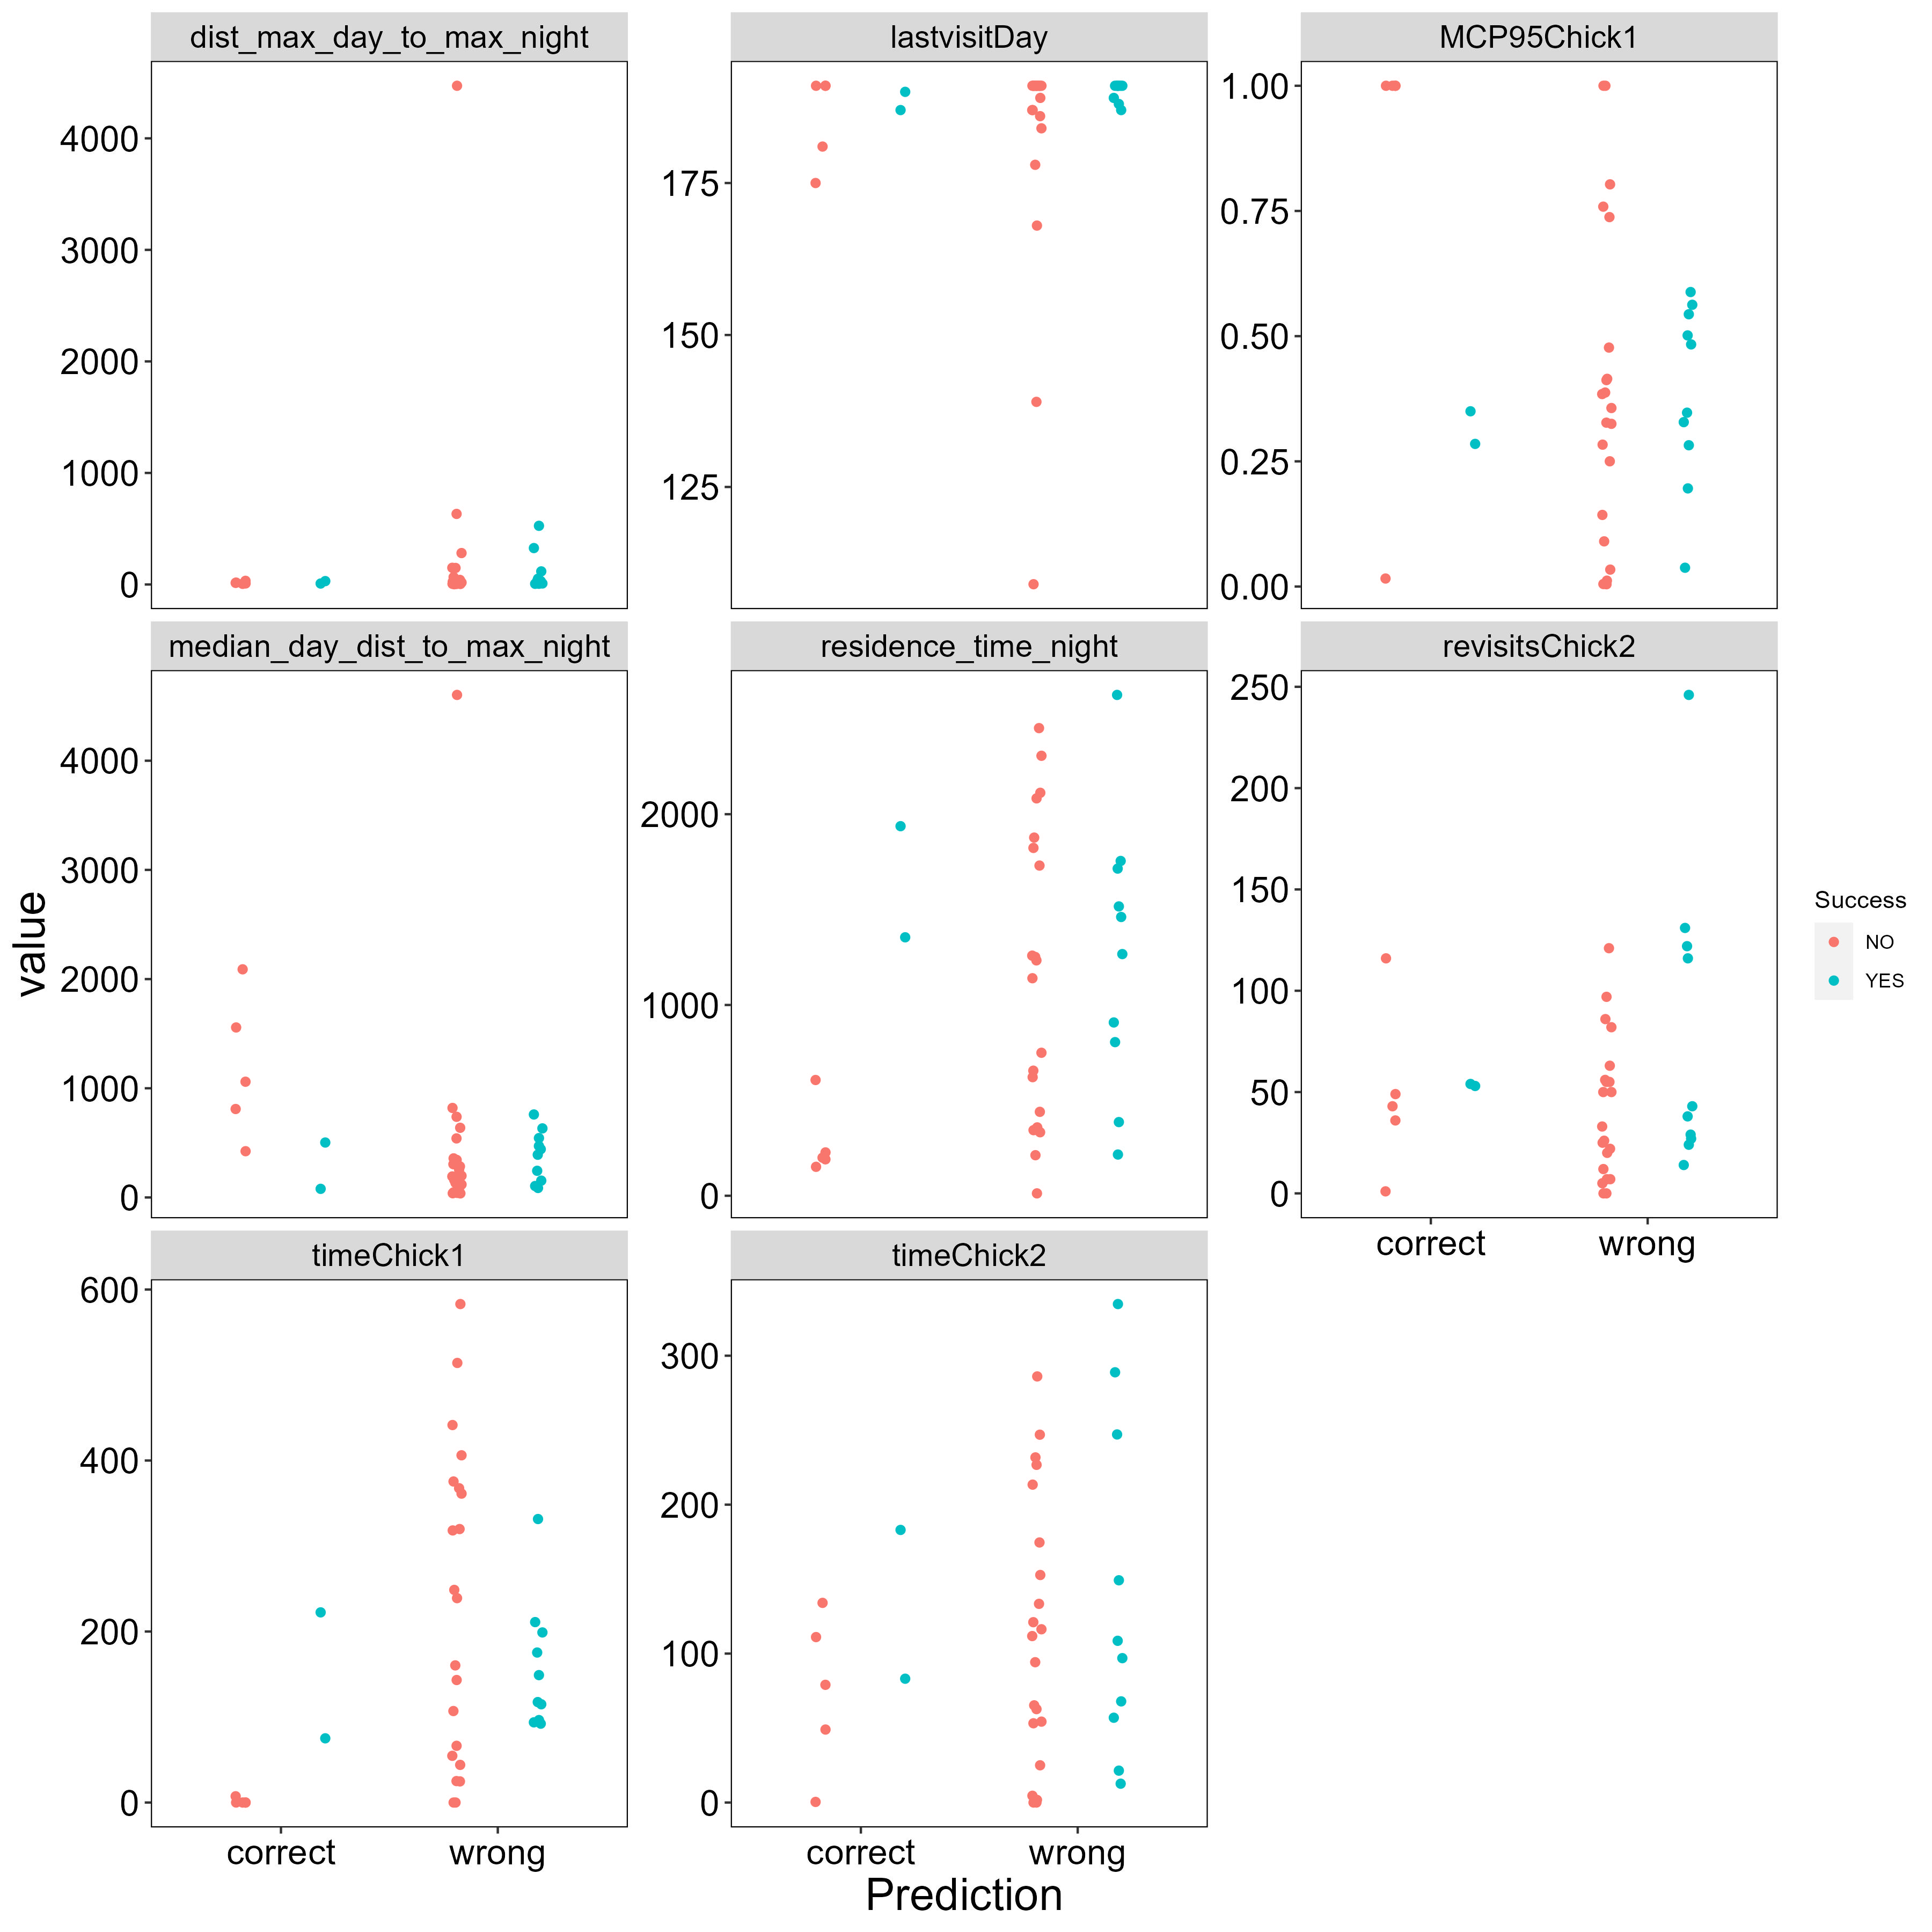 dist_max_day_to_max_night
lastvisitDay
MCP95Chick1
4000
3000
2000
1000
0
175
150
125
1.00
0.75
0.50
0.25
0.00
median_day_dist_to_max_night
residence_time_night
revisitsChick2
value
4000
3000
2000
1000
0
2000
1000
0
250
200
150
100
50
0
correct wrong
Success
NO
YES
timeChick1
timeChick2
600
400
200
0
300
200
100
0
correct wrong
correct wrong
Prediction